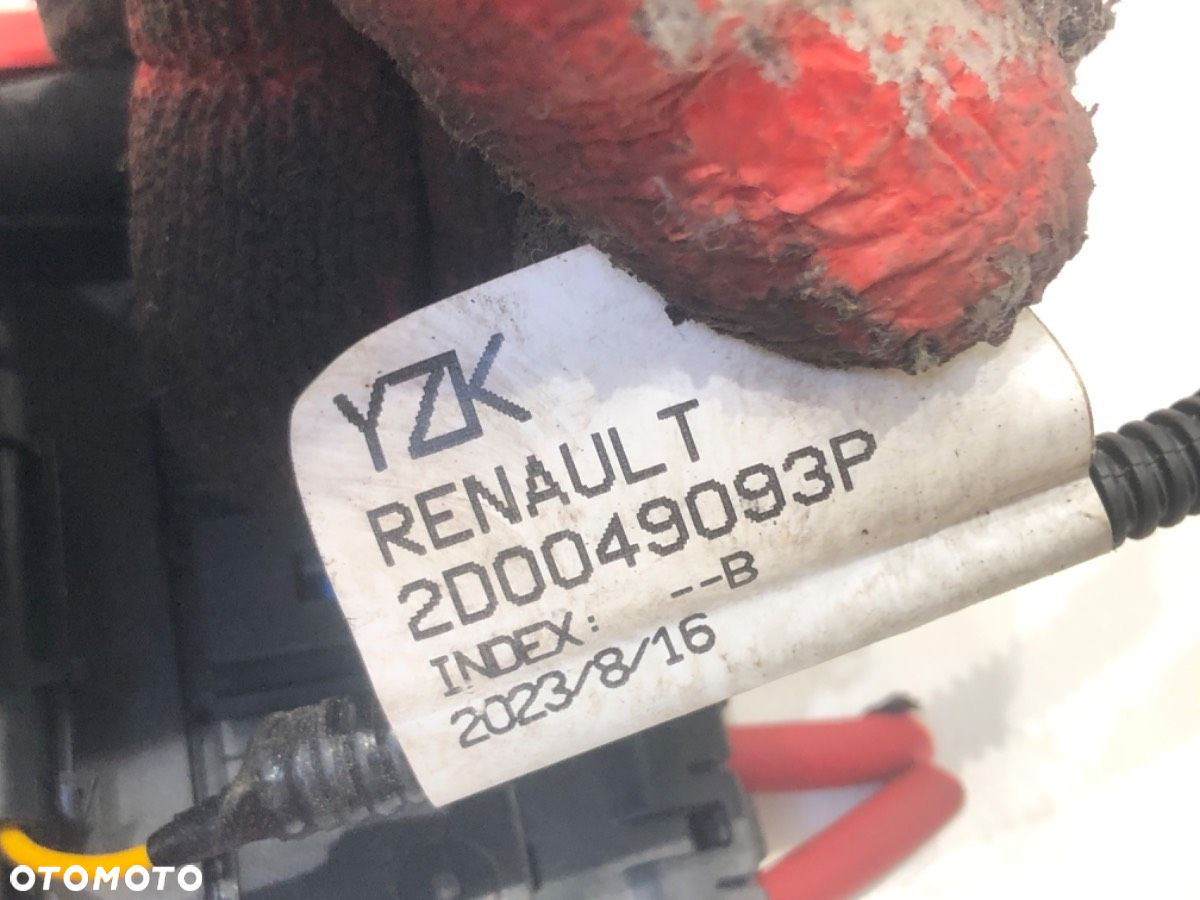 YZK
RENAULT
2D0049093P
INDEX: --B
2023/8/16
OTOMOTO